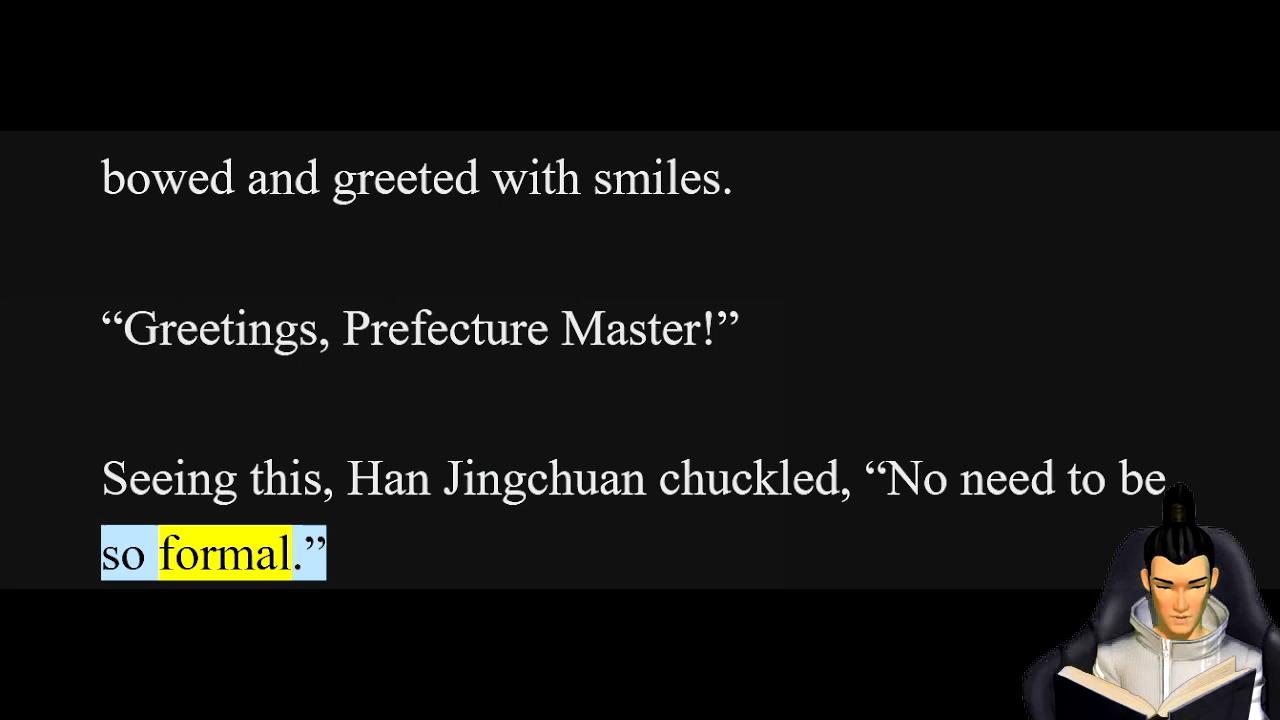 bowed and greeted with smiles.
“Greetings, Prefecture Master!”
Seeing this, Han Jingchuan chuckled, “No need to be
so formal.”